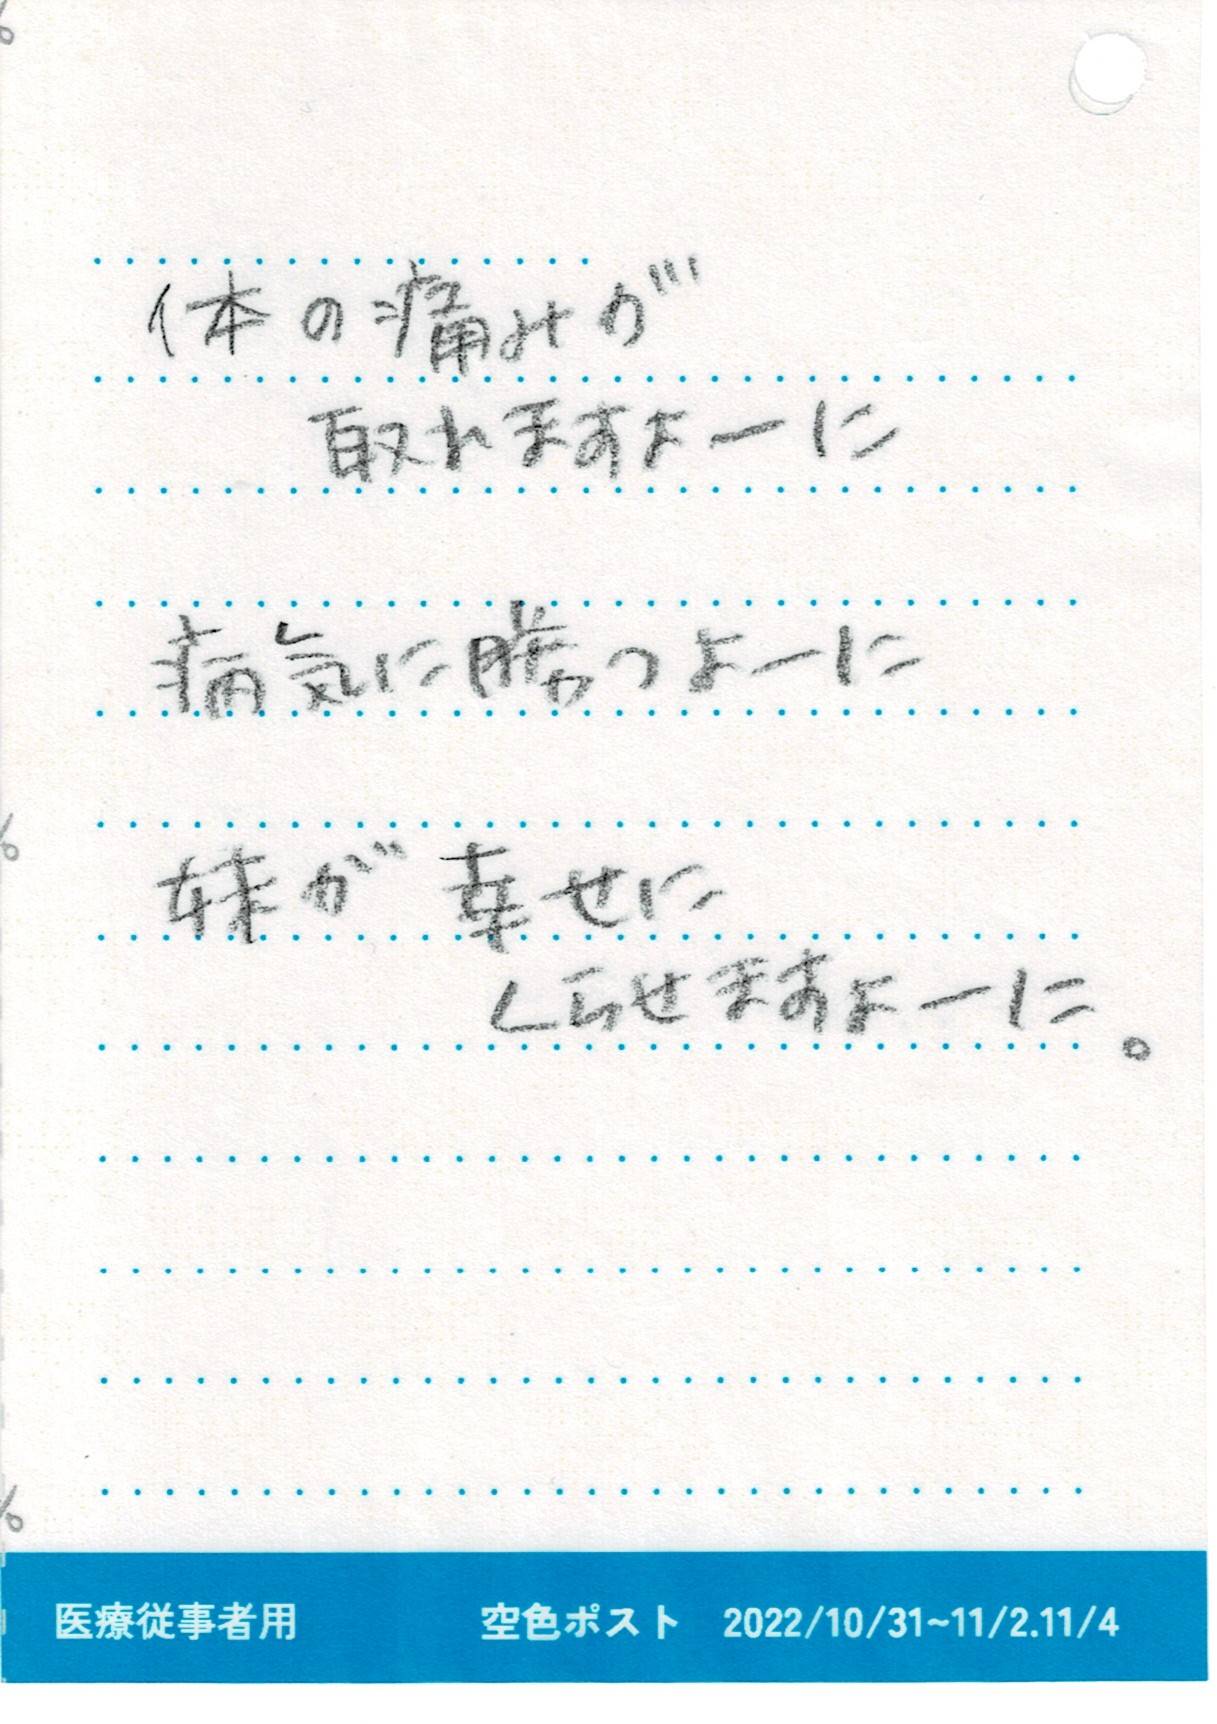 体の痛みが
取れますよーに
病気に勝つよーに
妹が幸せに
くらせますよーに。
医療従事者用 空色ポスト 2022/10/31~11/2.11/4